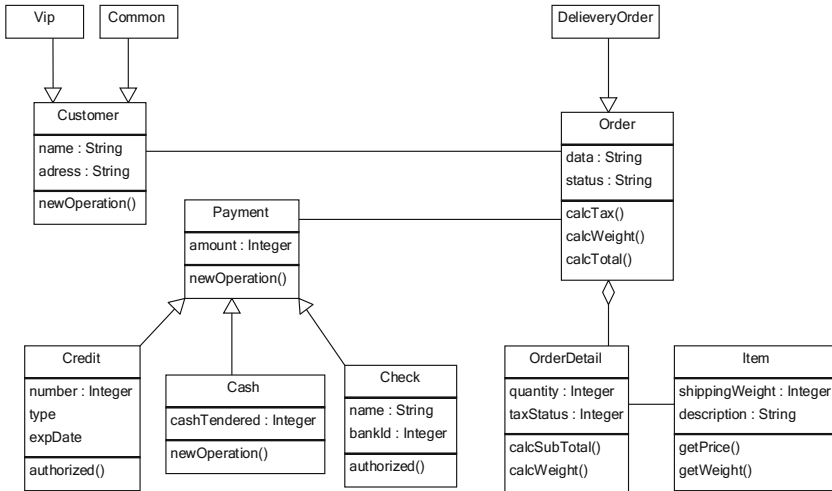 Vip
Common
DelieveryOrder
Customer
name : String
adress : String
newOperation()
Order
data : String
status : String
calcTax()
calcWeight()
calcTotal()
Payment
amount : Integer
newOperation()
Credit
number : Integer
type
expDate
authorized()
Cash
cashTendered : Integer
newOperation()
Check
name : String
bankId : Integer
authorized()
OrderDetail
quantity : Integer
taxStatus : Integer
calcSubTotal()
calcWeight()
Item
shippingWeight : Integer
description : String
getPrice()
getWeight()